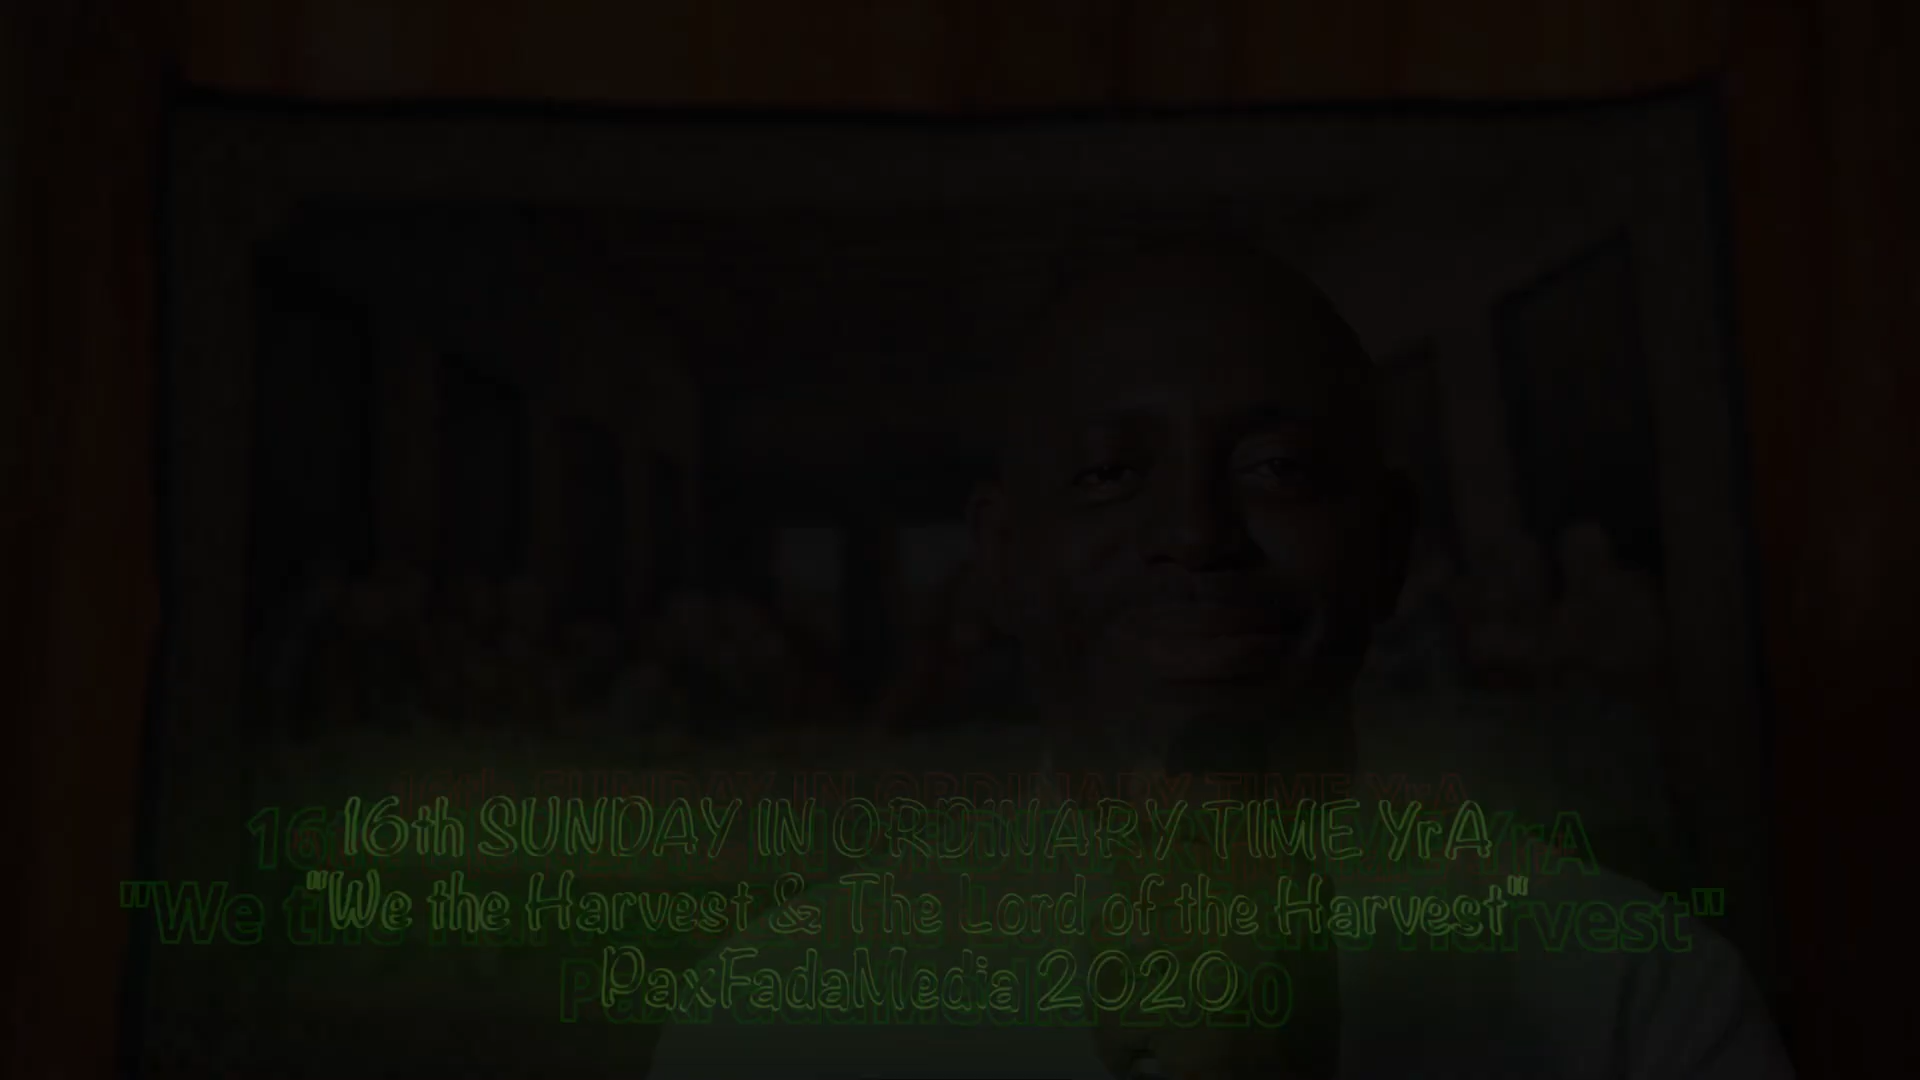 16th SUNDAY IN ORDINARY TIME YrA
"We the Harvest & The Lord of the Harvest"
PaxFadaMedia 2020